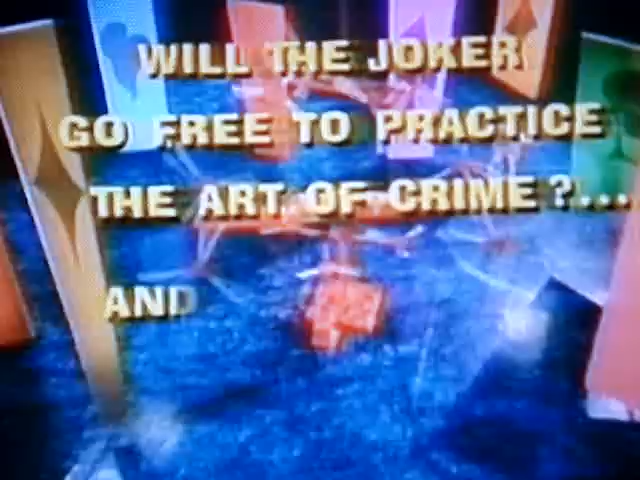 WILL THE JOKER
GO FREE TO PRACTICE
THE ART OF CRIME?...
AND